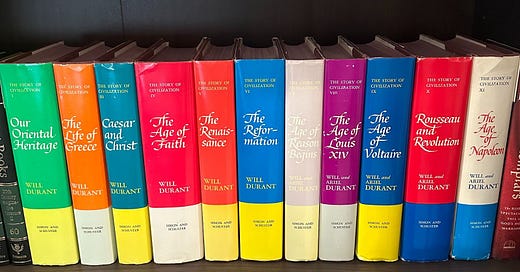 Books
60
THE STORY OF
CIVILIZATION
I
Our
Oriental
Heritage
WILL
DURANT
SIMON AND
SCHUSTER
THE STORY OF
CIVILIZATION
II
The
Life of
Greece
WILL
DURANT
SIMON AND
SCHUSTER
THE STORY OF
CIVILIZATION
III
Caesar
and
Christ
WILL
DURANT
SIMON AND
SCHUSTER
THE STORY OF
CIVILIZATION
IV
The
Age of
Faith
WILL
DURANT
SIMON AND
SCHUSTER
THE STORY OF
CIVILIZATION
V
The
Renais-
sance
WILL
DURANT
SIMON AND
SCHUSTER
THE STORY OF
CIVILIZATION
VI
The
Refor-
mation
WILL
DURANT
SIMON AND
SCHUSTER
THE STORY OF
CIVILIZATION
VII
The
Age of
Reason
Begins
WILL and
ARIEL
DURANT
SIMON AND
SCHUSTER
THE STORY OF
CIVILIZATION
VIII
The
Age of
Louis
XIV
WILL and
ARIEL
DURANT
SIMON AND
SCHUSTER
THE STORY OF
CIVILIZATION
IX
The
Age of
Voltaire
WILL and
ARIEL
DURANT
SIMON AND
SCHUSTER
THE STORY OF
CIVILIZATION
X
Rousseau
and
Revolution
WILL and
ARIEL
DURANT
SIMON AND
SCHUSTER
THE STORY OF
CIVILIZATION
XI
The
Age of
Napoleon
WILL and
ARIEL
DURANT
SIMON AND
SCHUSTER